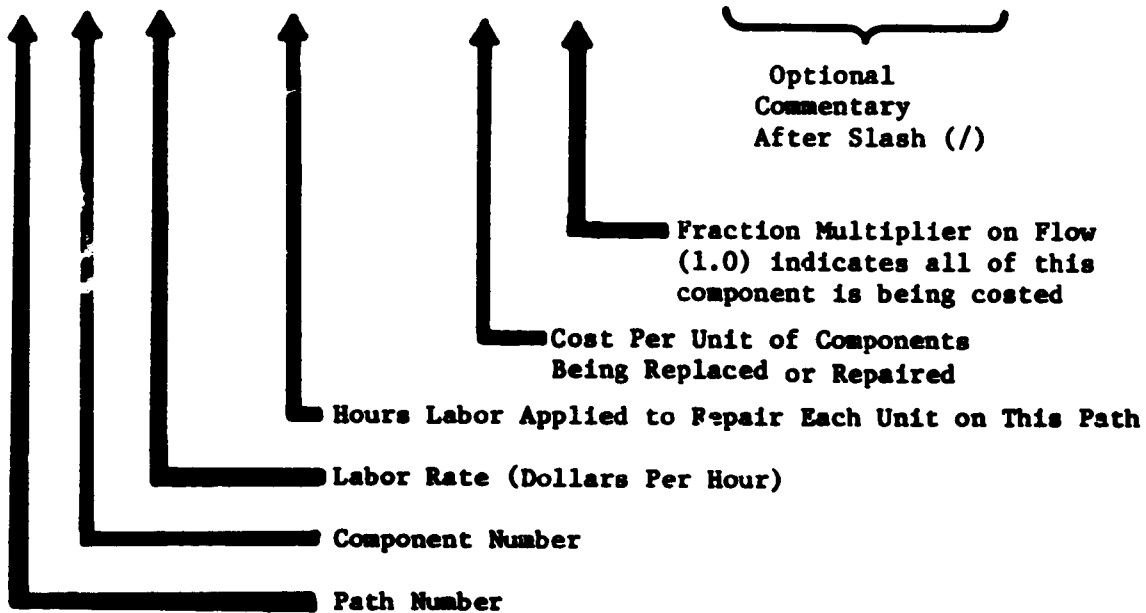 Optional
Commentary
After Slash (/)
Fraction Multiplier on Flow
(1.0) indicates all of this
component is being costed
Cost Per Unit of Components
Being Replaced or Repaired
Hours Labor Applied to Repair Each Unit on This Path
Labor Rate (Dollars Per Hour)
Component Number
Path Number